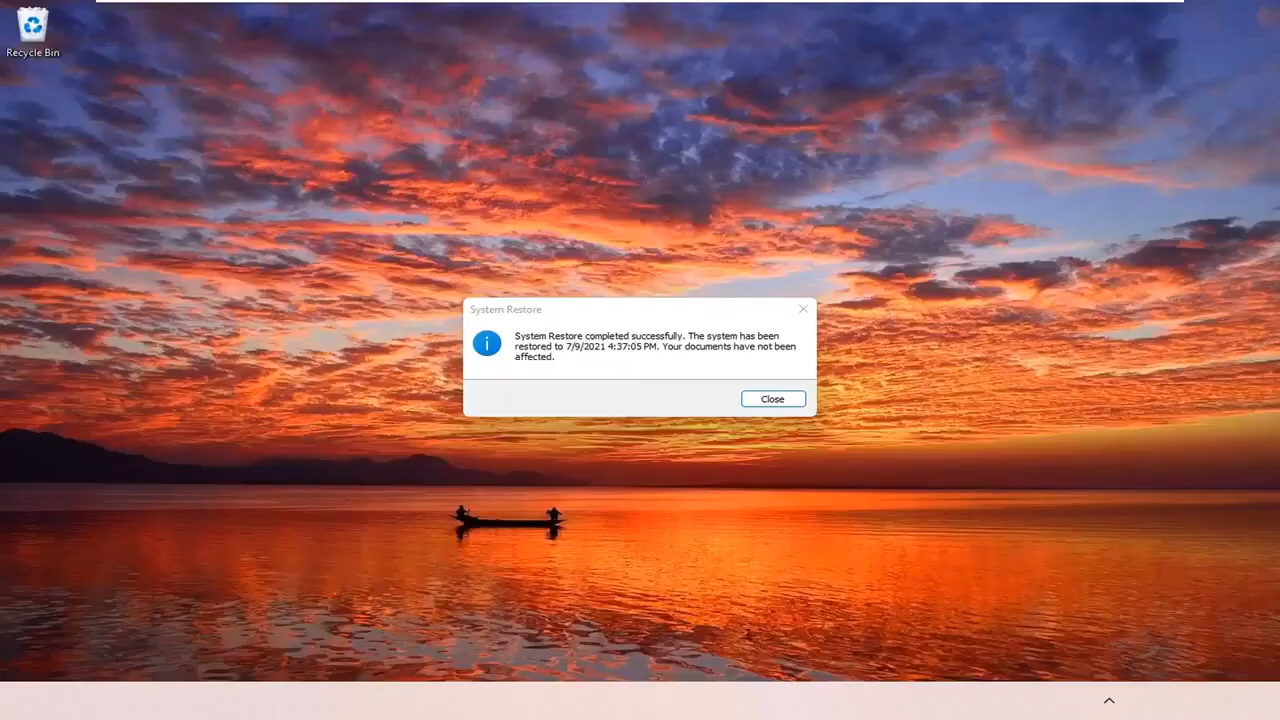 Recycle Bin
System Restore
System Restore completed successfully. The system has been
restored to 7/9/2021 4:37:05 PM. Your documents have not been
affected.
Close